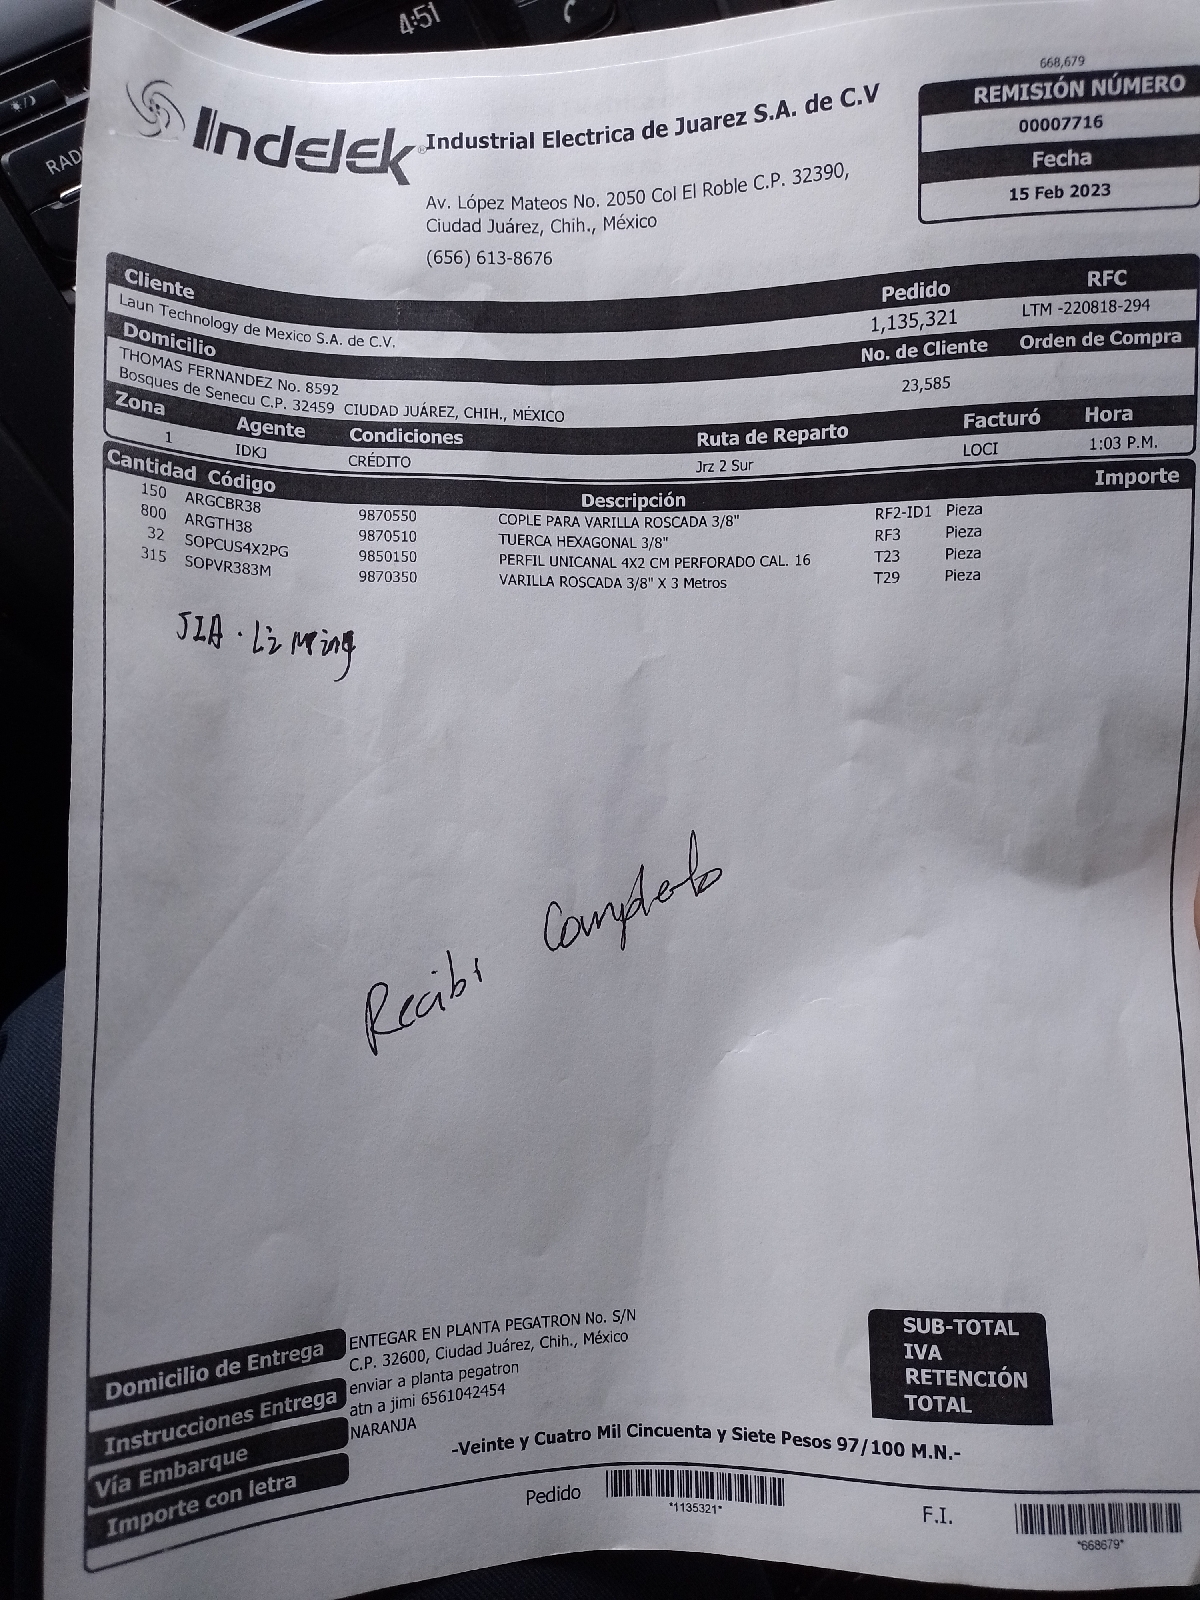 4:51
RAD
668,679
Indelek
Industrial Electrica de Juarez S.A. de C.V
REMISIÓN NÚMERO
00007716
Fecha
15 Feb 2023
Av. López Mateos No. 2050 Col El Roble C.P. 32390,
Ciudad Juárez, Chih., México
(656) 613-8676
Cliente Pedido RFC
Laun Technology de Mexico S.A. de C.V. 1,135,321 LTM -220818-294
Domicilio No. de Cliente Orden de Compra
THOMAS FERNANDEZ No. 8592 23,585
Bosques de Senecu C.P. 32459 CIUDAD JUÁREZ, CHIH., MÉXICO
Zona Agente Condiciones Ruta de Reparto Facturó Hora
1 IDKJ CRÉDITO Jrz 2 Sur LOCI 1:03 P.M.
Cantidad Código Descripción Importe
150 ARGCBR38 9870550 COPLE PARA VARILLA ROSCADA 3/8" RF2-ID1 Pieza
800 ARGTH38 9870510 TUERCA HEXAGONAL 3/8" RF3 Pieza
32 SOPCUS4X2PG 9850150 PERFIL UNICANAL 4X2 CM PERFORADO CAL. 16 T23 Pieza
315 SOPVR383M 9870350 VARILLA ROSCADA 3/8" X 3 Metros T29 Pieza
JIA. Li Ming
Recibi Completo
Domicilio de Entrega ENTEGAR EN PLANTA PEGATRON No. S/N
C.P. 32600, Ciudad Juárez, Chih., México
Instrucciones Entrega enviar a planta pegatron
atn a jimi 6561042454
Vía Embarque NARANJA
Importe con letra -Veinte y Cuatro Mil Cincuenta y Siete Pesos 97/100 M.N.-
SUB-TOTAL
IVA
RETENCIÓN
TOTAL
Pedido *1135321*
F.I. *668679*